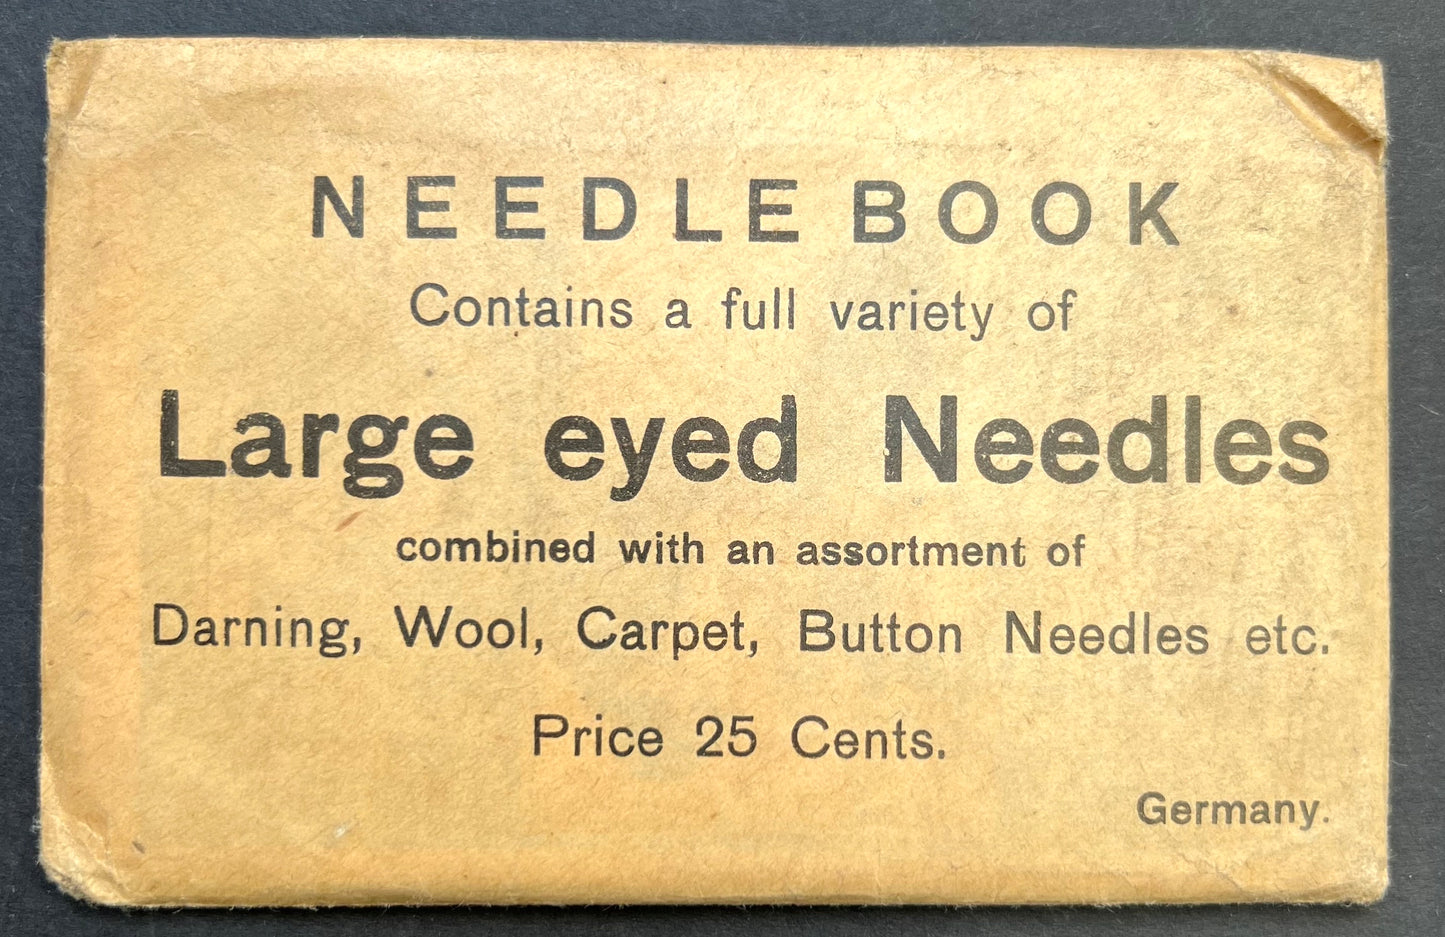 NEEDLE BOOK
Contains a full variety of
Large eyed Needles
combined with an assortment of
Darning, Wool, Carpet, Button Needles etc.
Price 25 Cents.
Germany.